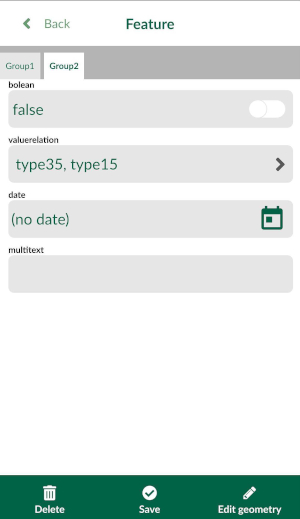 Back
Feature
Group1
Group2
bolean
false
valuerelation
type35, type15
date
(no date)
multitext
Delete
Save
Edit geometry